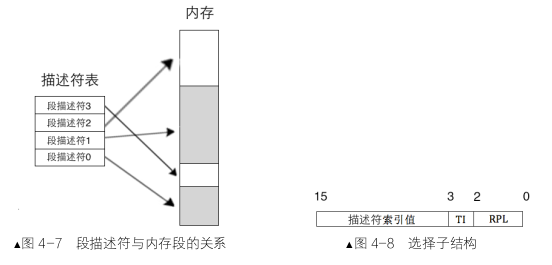 内存
描述符表
段描述符3
段描述符2
段描述符1
段描述符0
▲图 4-7 段描述符与内存段的关系
15 3 2 0
描述符索引值 TI RPL
▲图 4-8 选择子结构